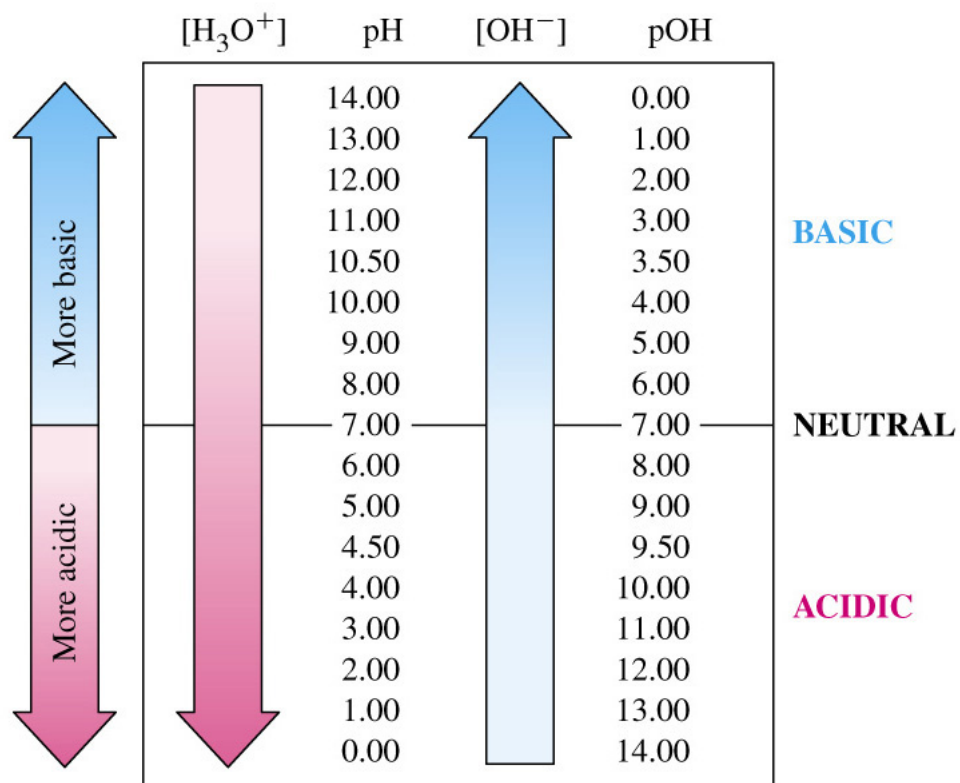 [H₃O⁺] pH [OH⁻] pOH
14.00 0.00
13.00 1.00
12.00 2.00
11.00 3.00
BASIC
10.50 3.50
10.00 4.00
9.00 5.00
8.00 6.00
More basic
7.00 7.00 NEUTRAL
6.00 8.00
5.00 9.00
4.50 9.50
4.00 10.00
ACIDIC
3.00 11.00
2.00 12.00
1.00 13.00
0.00 14.00
More acidic